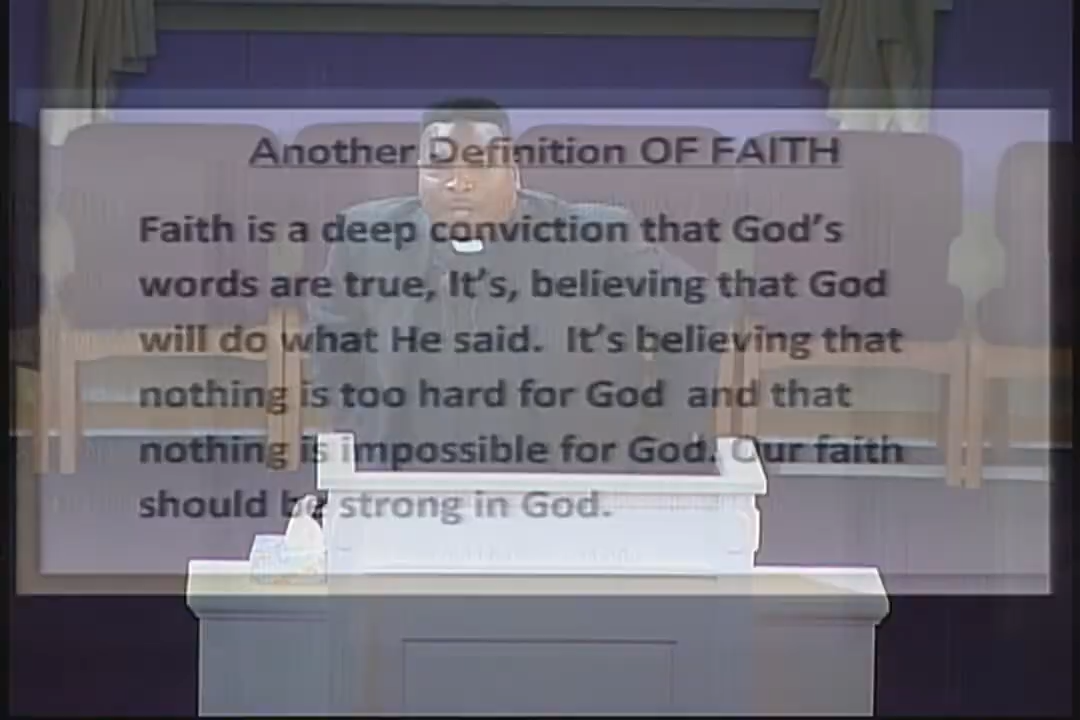 Another Definition OF FAITH
Faith is a deep conviction that God's
words are true, It's, believing that God
will do what He said.  It's believing that
nothing is too hard for God  and that
nothing is impossible for God. Our faith
should be strong in God.